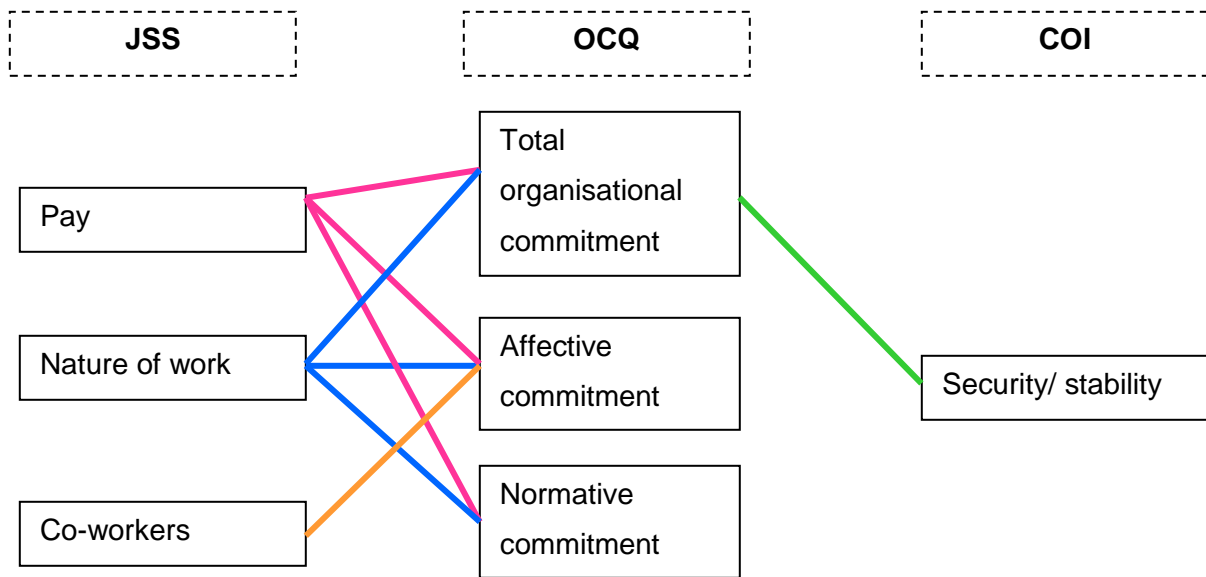 JSS
OCQ
COI
Pay
Nature of work
Co-workers
Total
organisational
commitment
Affective
commitment
Normative
commitment
Security/ stability